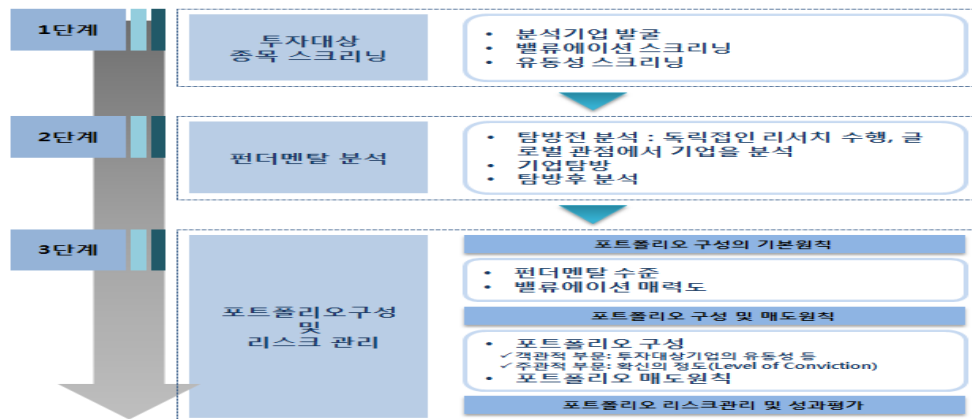 1단계
투자대상
종목 스크리닝
• 분석기업 발굴
• 밸류에이션 스크리닝
• 유동성 스크리닝
2단계
펀더멘탈 분석
• 탐방전 분석 : 독립접인 리서치 수행, 글
로벌 관점에서 기업을 분석
• 기업탐방
• 탐방후 분석
3단계
포트폴리오구성
및
리스크 관리
포트폴리오 구성의 기본원칙
• 펀더멘탈 수준
• 밸류에이션 매력도
포트폴리오 구성 및 매도원칙
• 포트폴리오 구성
✓객관적 부문: 투자대상기업의 유동성 등
✓주관적 부문: 확신의 정도(Level of Conviction)
• 포트폴리오 매도원칙
포트폴리오 리스크관리 및 성과평가